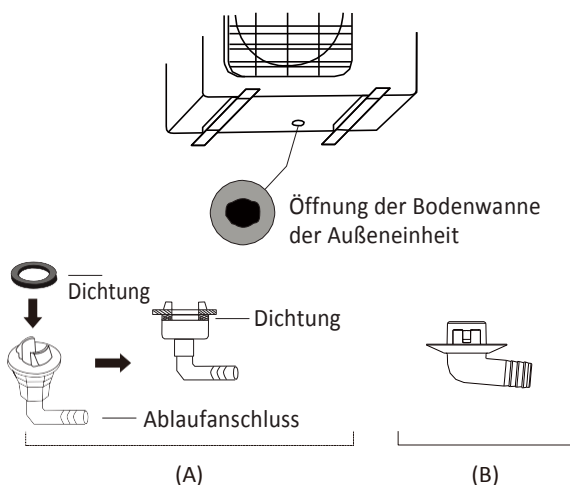 Öffnung der Bodenwanne
der Außeneinheit
Dichtung
Dichtung
Ablaufanschluss
(A)
(B)